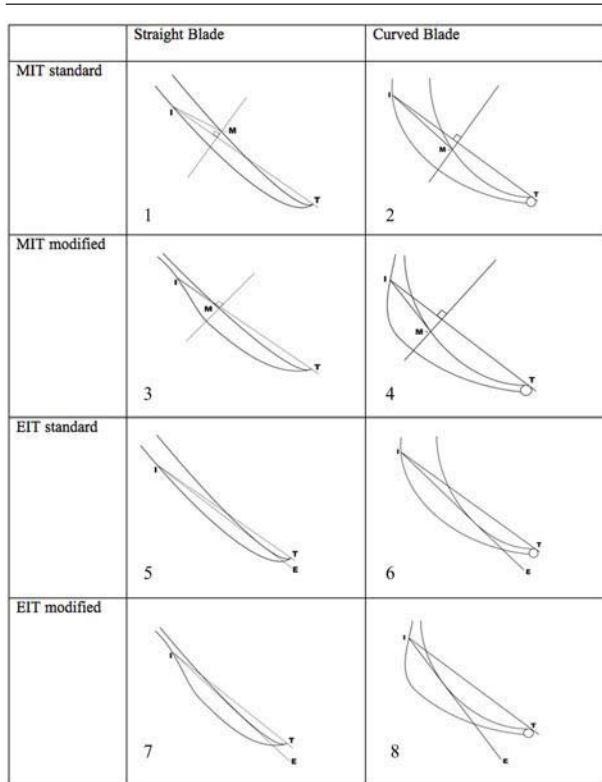 Straight Blade
Curved Blade
MIT standard
I
M
T
1
I
M
T
2
MIT modified
I
M
T
3
I
M
T
4
EIT standard
I
T
E
5
I
T
E
6
EIT modified
I
T
E
7
I
T
E
8